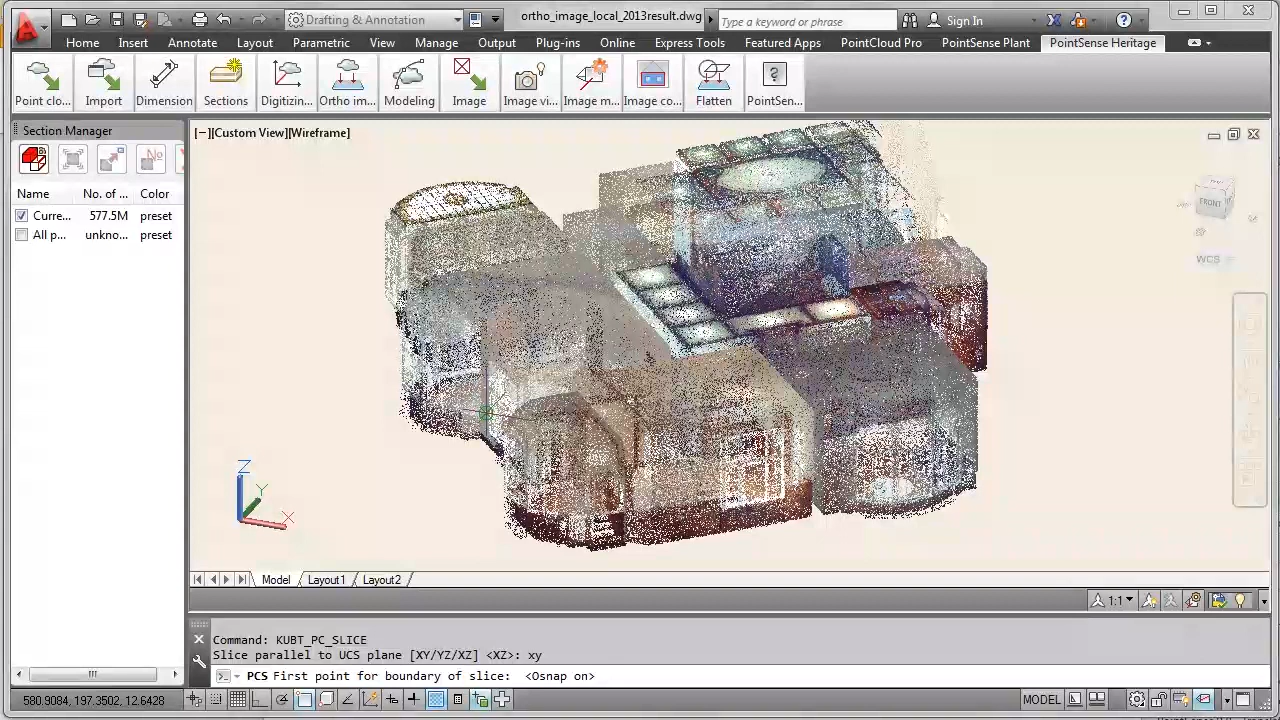 Drafting & Annotation
ortho_image_local_2013result.dwg
Type a keyword or phrase
Sign In
Home Insert Annotate Layout Parametric View Manage Output Plug-ins Online Express Tools Featured Apps PointCloud Pro PointSense Plant PointSense Heritage
Point clo... Import Dimension Sections Digitizin... Ortho im... Modeling Image Image vi... Image m... Image co... Flatten PointSen...
Section Manager
[−][Custom View][Wireframe]
Name No. of ... Color
Curre... 577.5M preset
All p... unkno... preset
FRONT
WCS
Z
Y
X
Model Layout1 Layout2
1:1
Command: KUBT_PC_SLICE
Slice parallel to UCS plane [XY/YZ/XZ] <XZ>: xy
PCS First point for boundary of slice: <Osnap on>
580.9084, 197.3502, 12.6428
MODEL